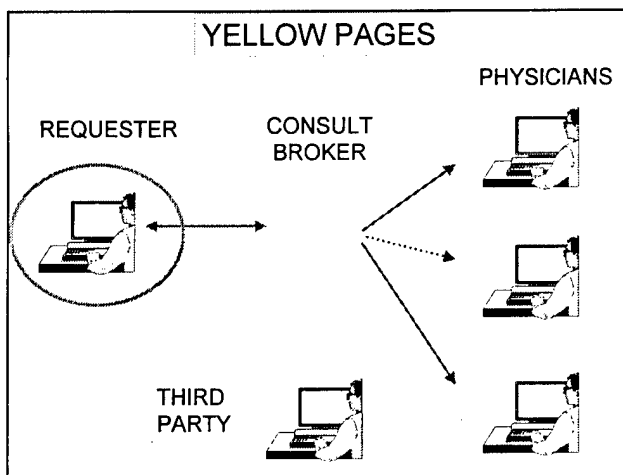 YELLOW PAGES
PHYSICIANS
REQUESTER
CONSULT
BROKER
THIRD
PARTY